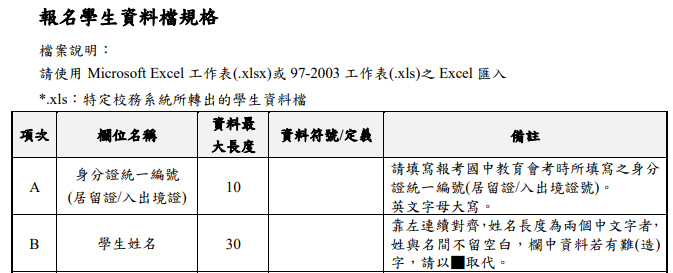 報名學生資料檔規格
檔案說明：
請使用 Microsoft Excel 工作表(.xlsx)或 97-2003 工作表(.xls)之 Excel 匯入
*.xls：特定校務系統所轉出的學生資料檔
項次 欄位名稱 資料最大長度 資料符號/定義 備註
A 身分證統一編號 10 請填寫報考國中教育會考時所填寫之身分
(居留證/入出境證) 證統一編號(居留證/入出境證號)。
英文字母大寫。
B 學生姓名 30 靠左連續對齊，姓名長度為兩個中文字者，
姓與名間不留空白，欄中資料若有難(造)
字，請以■取代。